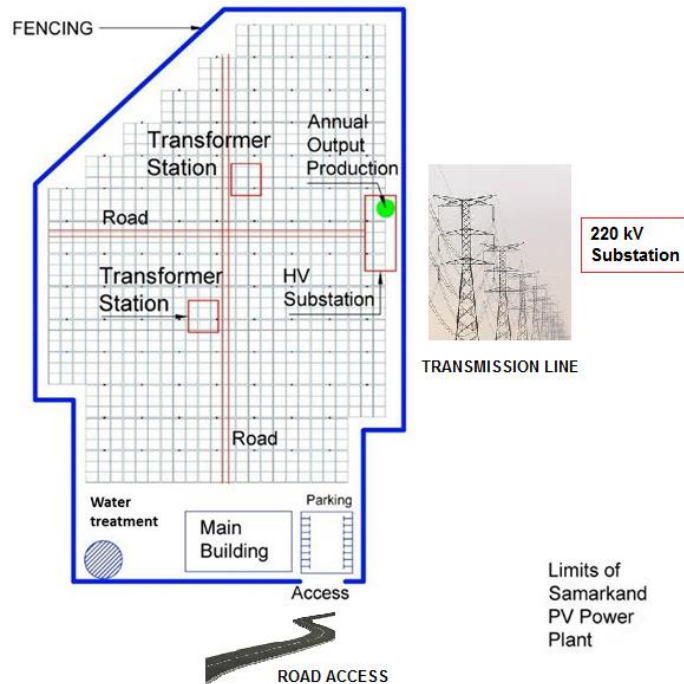 FENCING
Annual
Output
Production
Transformer
Station
Road
Transformer
Station
HV
Substation
220 kV
Substation
TRANSMISSION LINE
Road
Water
treatment
Main
Building
Parking
Access
Limits of
Samarkand
PV Power
Plant
ROAD ACCESS